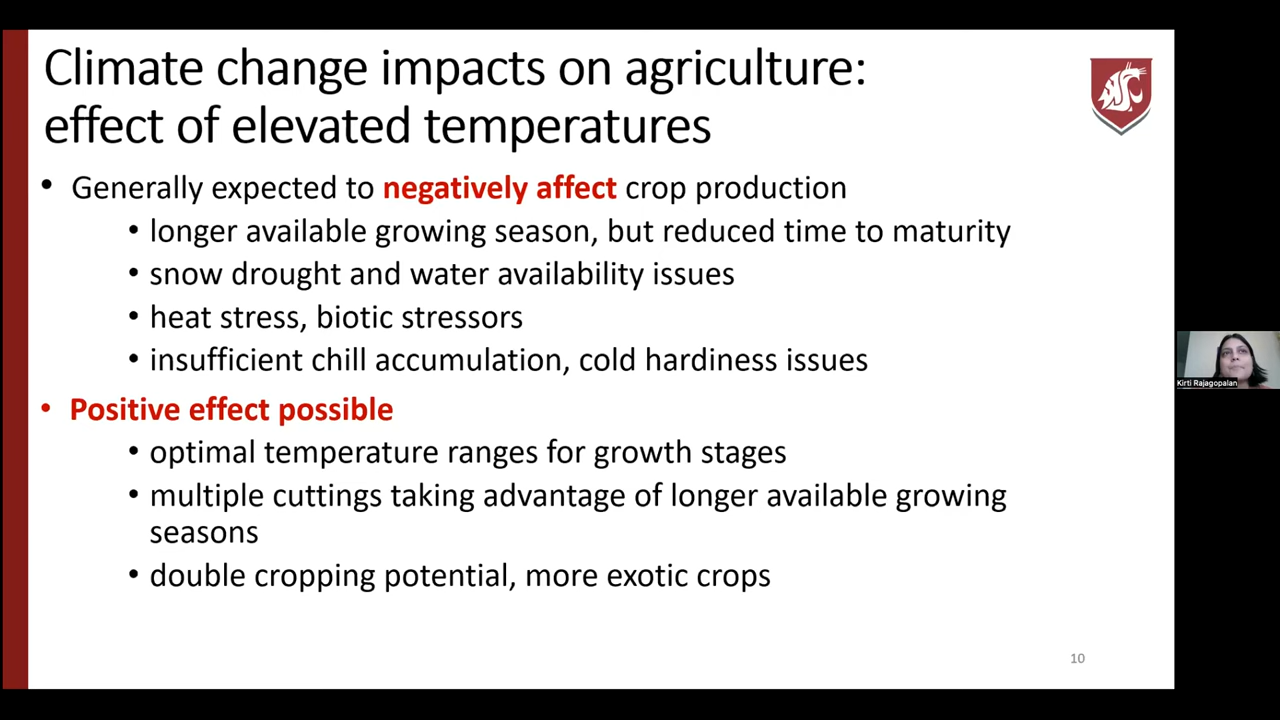 Climate change impacts on agriculture:
effect of elevated temperatures
• Generally expected to negatively affect crop production
• longer available growing season, but reduced time to maturity
• snow drought and water availability issues
• heat stress, biotic stressors
• insufficient chill accumulation, cold hardiness issues
• Positive effect possible
• optimal temperature ranges for growth stages
• multiple cuttings taking advantage of longer available growing
seasons
• double cropping potential, more exotic crops
10
Kirti Rajagopalan